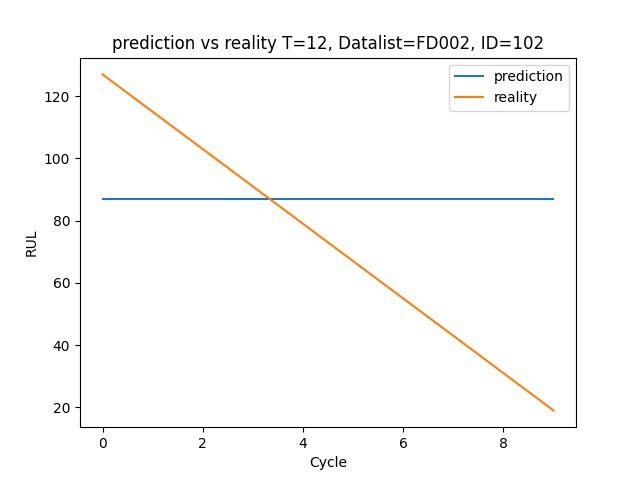 prediction vs reality T=12, Datalist=FD002, ID=102
prediction
reality
RUL
120
100
80
60
40
20
0 2 4 6 8
Cycle